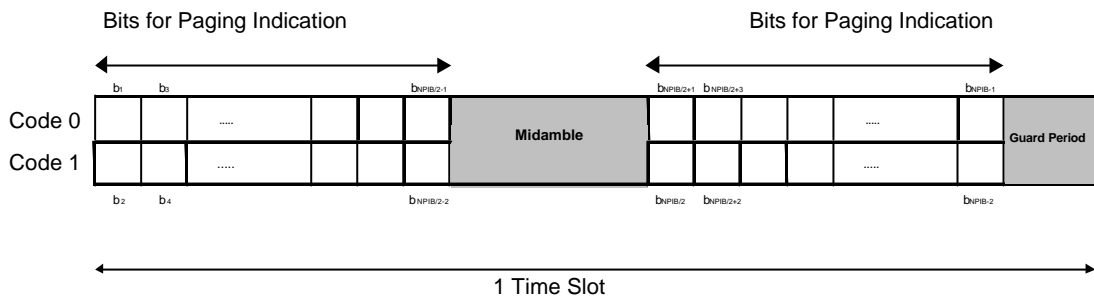 Bits for Paging Indication Bits for Paging Indication
b1 b3 bNPIB/2-1 bNPIB/2+1 bNPIB/2+3 bNPIB-1
Code 0 ..... Midamble ..... Guard Period
Code 1 ..... .....
b2 b4 bNPIB/2-2 bNPIB/2 bNPIB/2+2 bNPIB-2
1 Time Slot